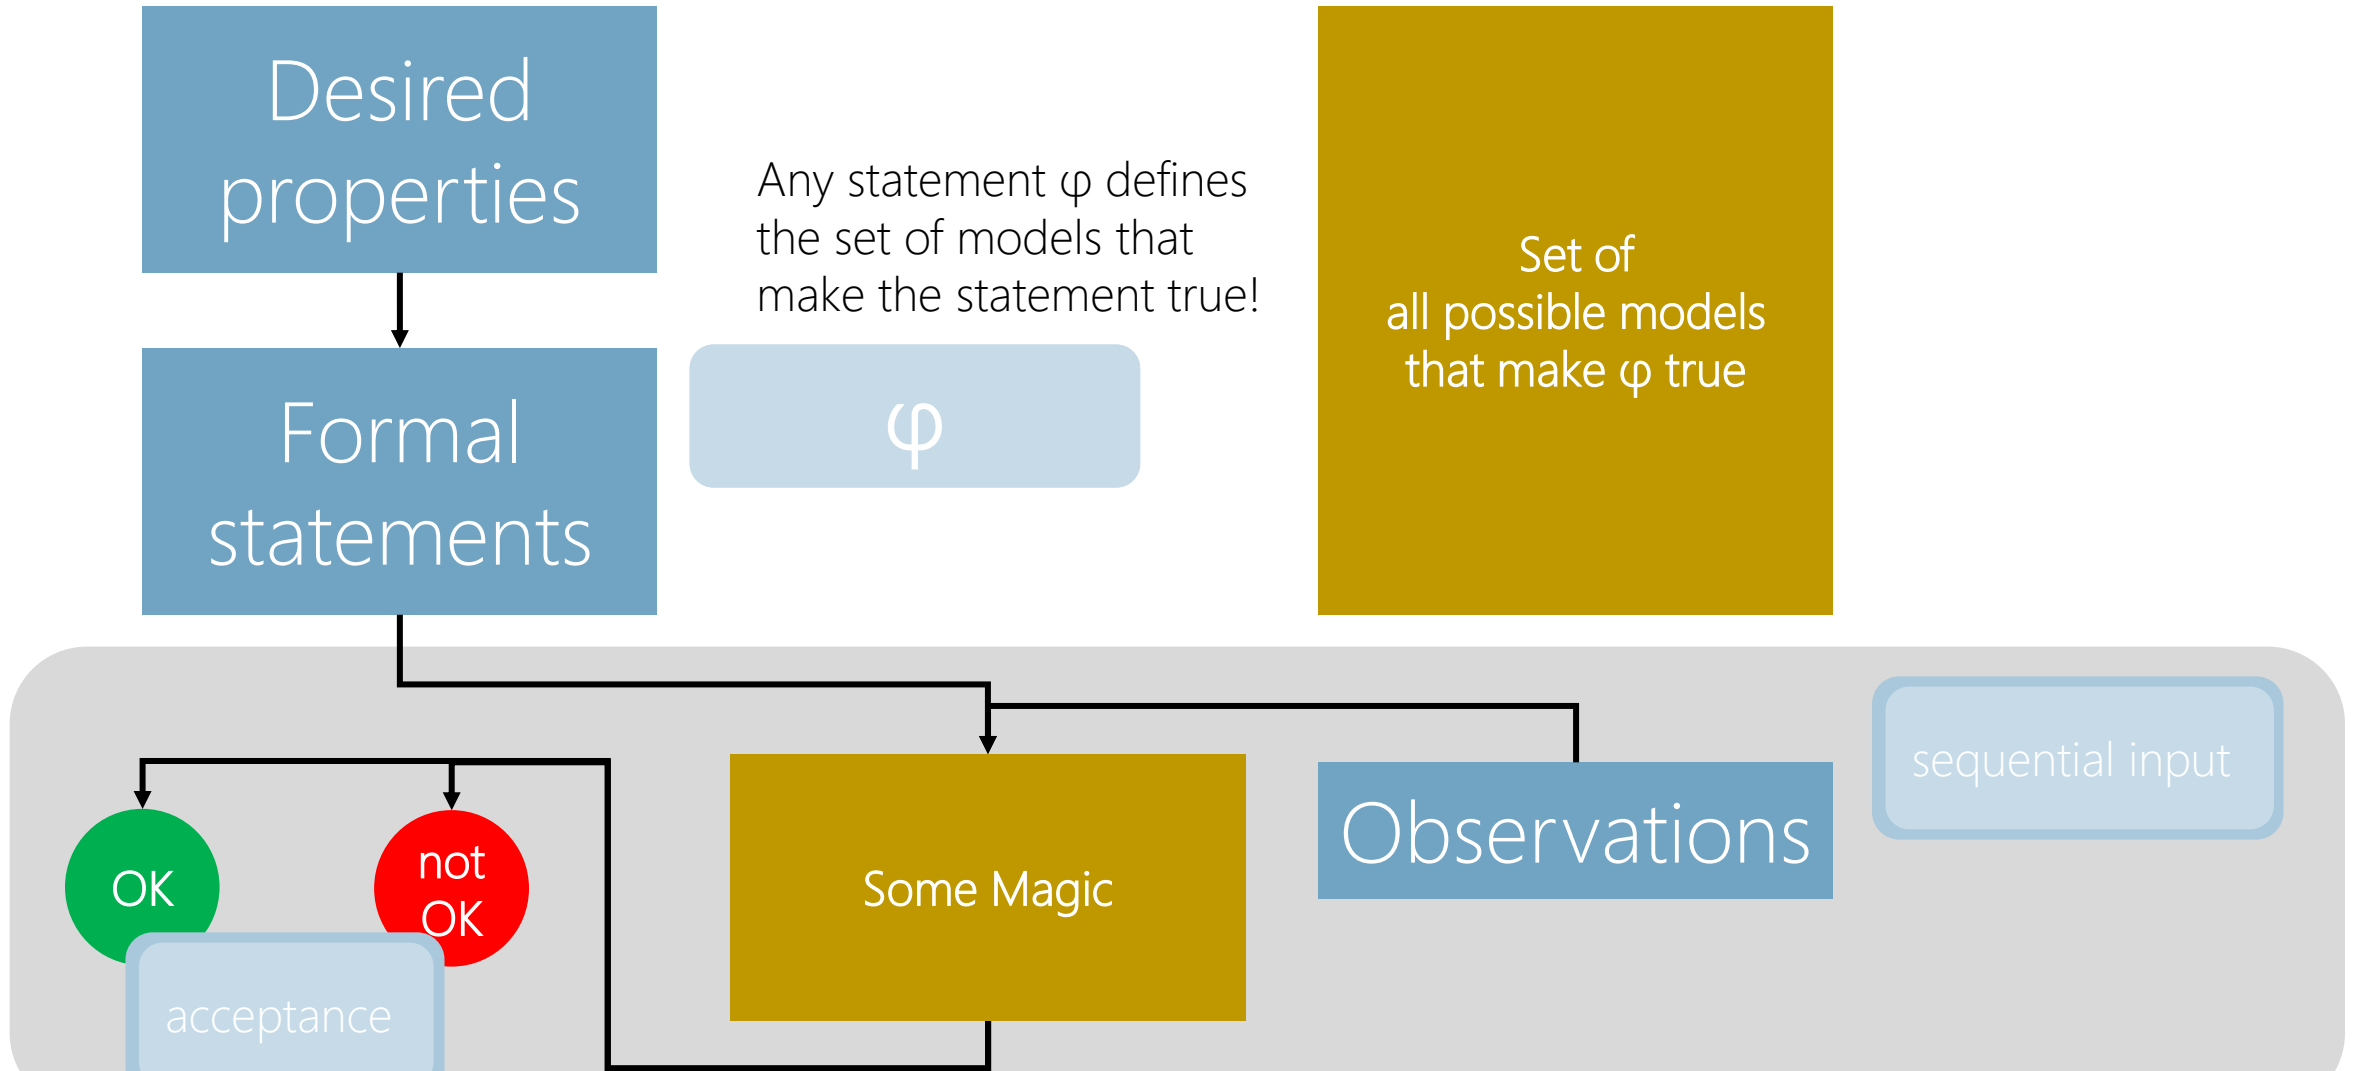 Desired
properties
Any statement φ defines
the set of models that
make the statement true!
Set of
all possible models
that make φ true
Formal
statements
φ
sequential input
OK
not
OK
Some Magic
Observations
acceptance